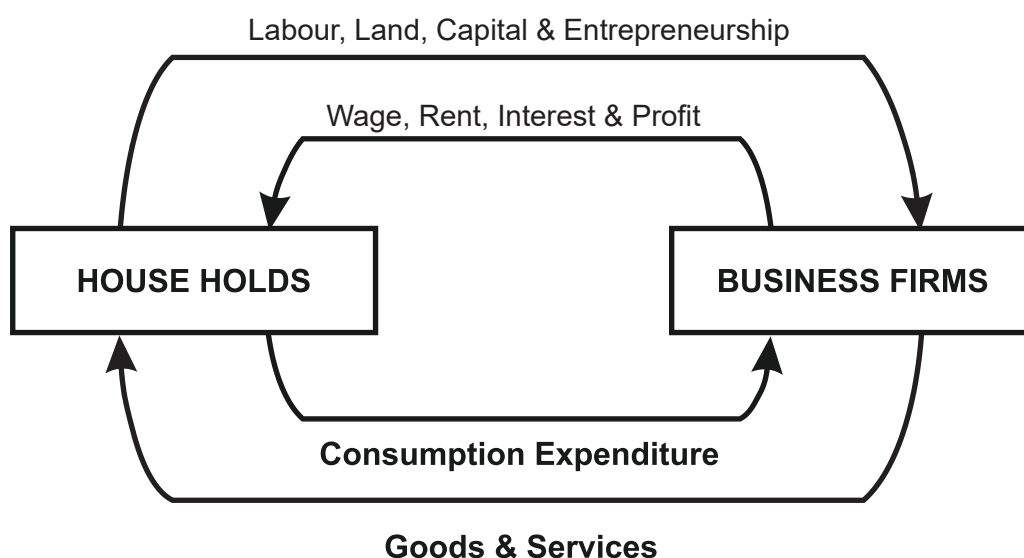 Labour, Land, Capital & Entrepreneurship
Wage, Rent, Interest & Profit
HOUSE HOLDS
BUSINESS FIRMS
Consumption Expenditure
Goods & Services